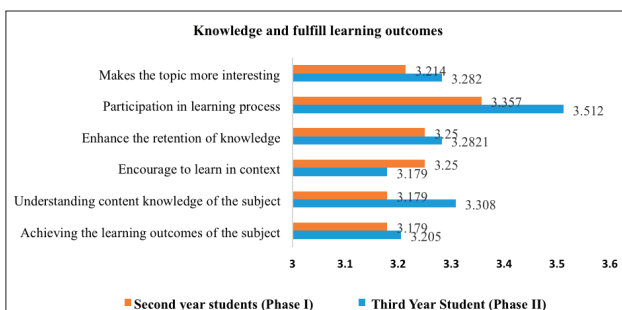 Knowledge and fulfill learning outcomes
Makes the topic more interesting
3.214
3.282
Participation in learning process
3.357
3.512
Enhance the retention of knowledge
3.25
3.2821
Encourage to learn in context
3.25
3.179
Understanding content knowledge of the subject
3.179
3.308
Achieving the learning outcomes of the subject
3.179
3.205
3 3.1 3.2 3.3 3.4 3.5 3.6
Second year students (Phase I) Third Year Student (Phase II)